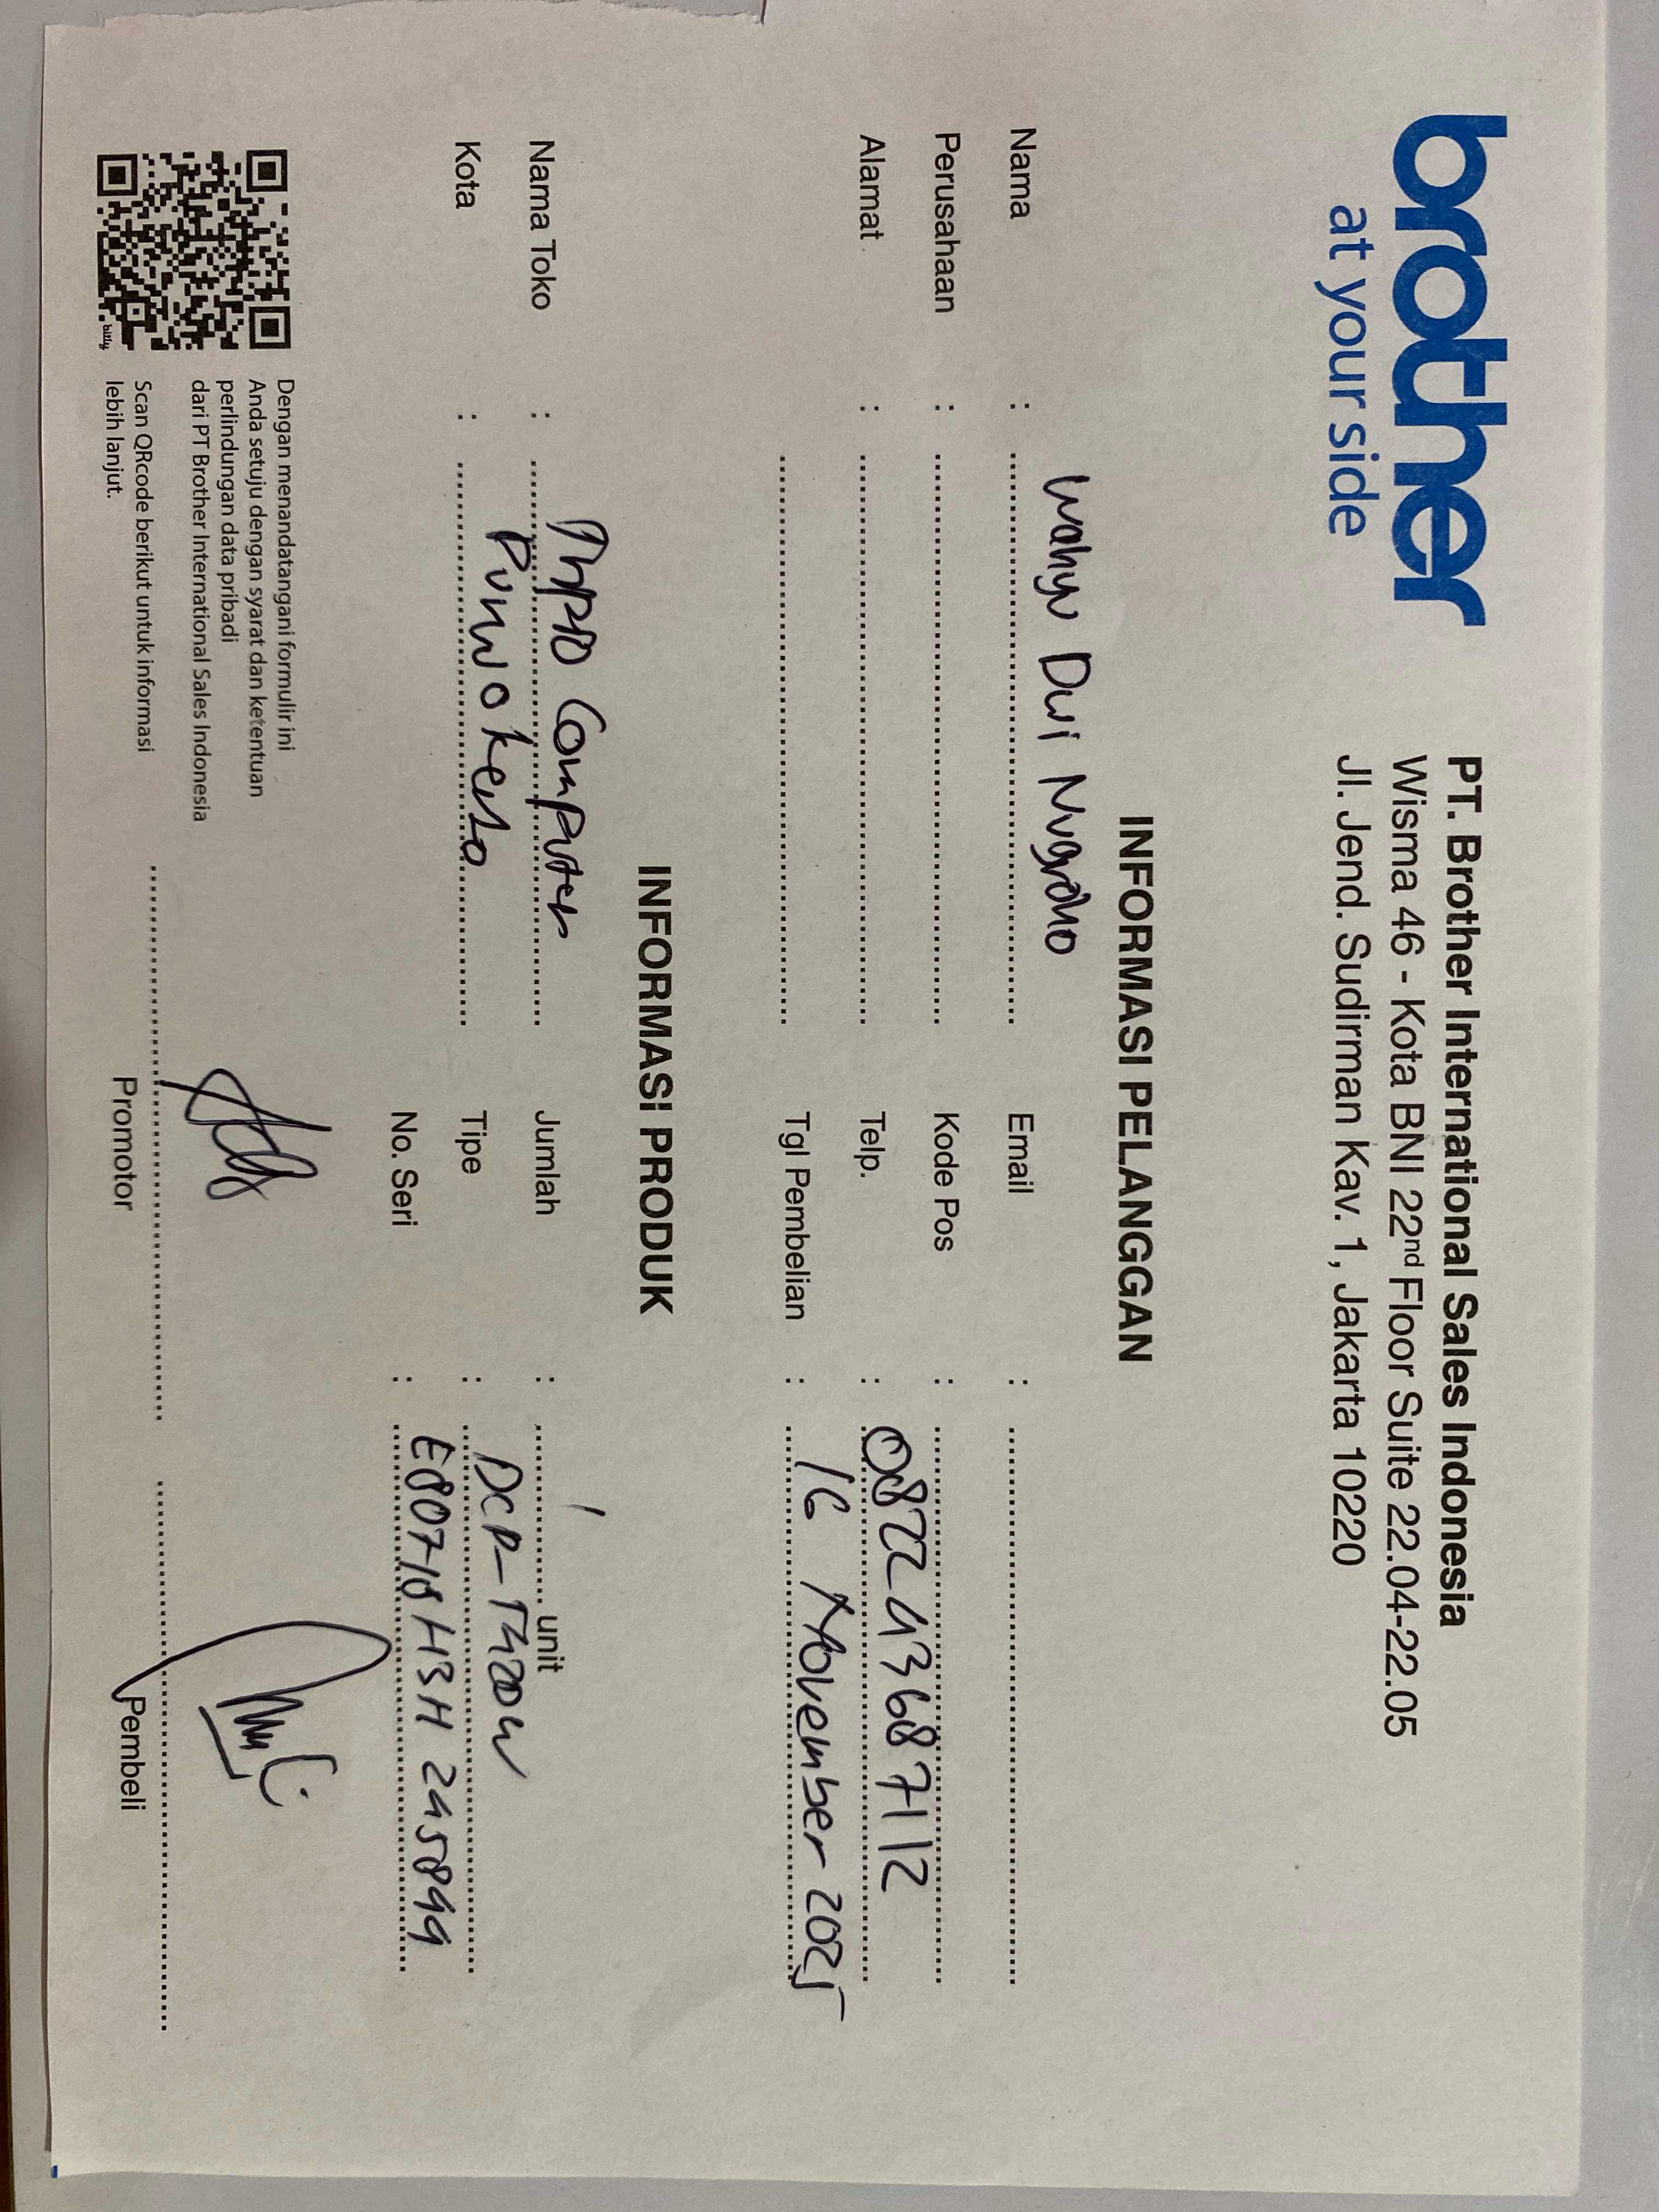 brother
at your side
PT. Brother International Sales Indonesia
Wisma 46 - Kota BNI 22nd Floor Suite 22.04-22.05
Jl. Jend. Sudirman Kav. 1, Jakarta 10220
INFORMASI PELANGGAN
Nama : Wahyu Dwi Nugroho Email :
Perusahaan : Kode Pos :
Alamat : Telp. : 082243687112
Tgl Pembelian : 16 November 2025
INFORMASI PRODUK
Nama Toko : Computer Jumlah : 1 unit
Kota : Purwokerto Tipe : DCP-T420W
No. Seri : E80718H3H245899
Dengan menandatangani formulir ini
Anda setuju dengan syarat dan ketentuan
perlindungan data pribadi
dari PT Brother International Sales Indonesia
Scan QRcode berikut untuk informasi
lebih lanjut.
bitly
Promotor Pembeli